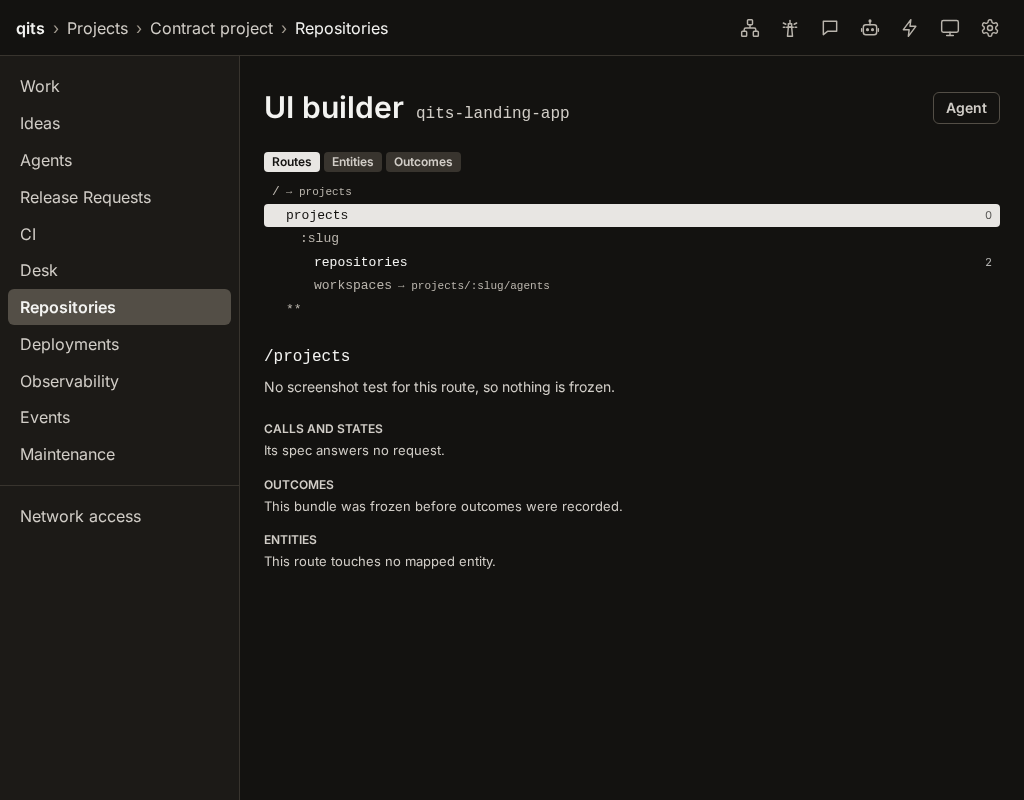 qits › Projects › Contract project › Repositories
Work
Ideas
Agents
Release Requests
CI
Desk
Repositories
Deployments
Observability
Events
Maintenance
Network access
UI builder qits-landing-app
Agent
Routes Entities Outcomes
/ → projects
projects 0
:slug
repositories 2
workspaces → projects/:slug/agents
**
/projects
No screenshot test for this route, so nothing is frozen.
CALLS AND STATES
Its spec answers no request.
OUTCOMES
This bundle was frozen before outcomes were recorded.
ENTITIES
This route touches no mapped entity.